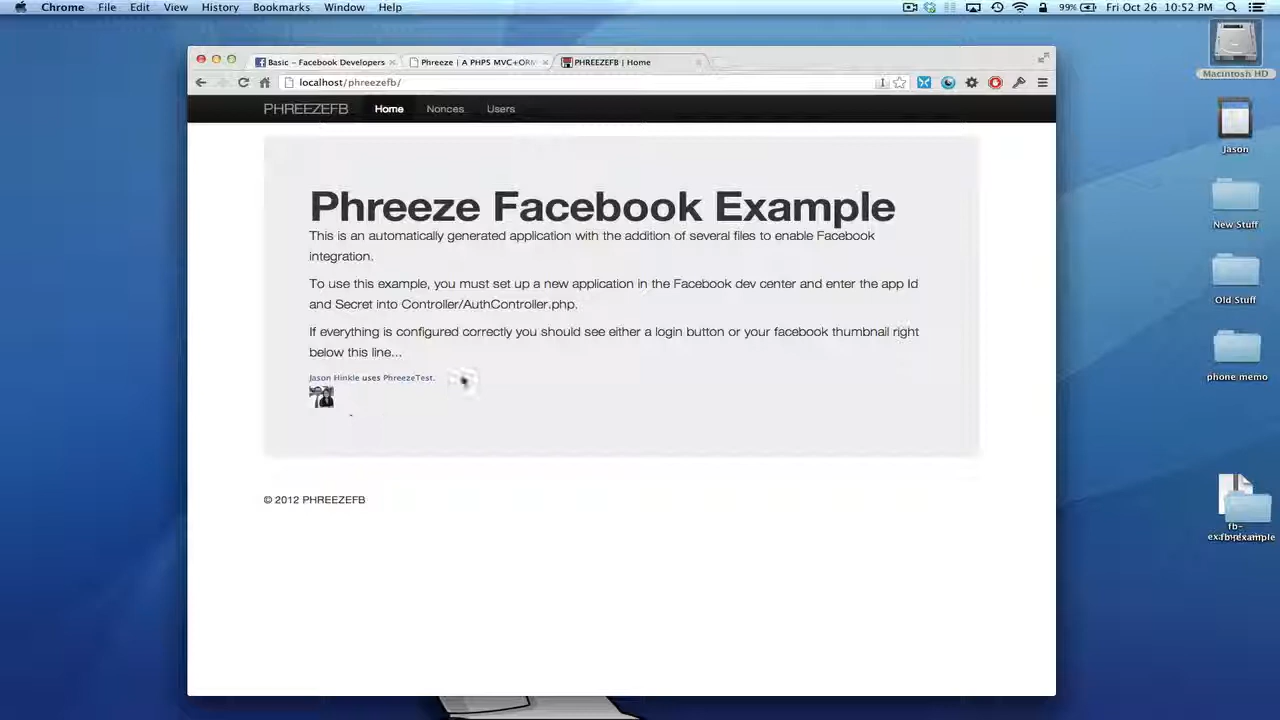 Chrome File Edit View History Bookmarks Window Help 99% Fri Oct 26 10:52 PM
Basic – Facebook Developers
Phreeze | A PHP5 MVC+ORM
PHREEZEFB | Home
localhost/phreezefb/
PHREEZEFB Home Nonces Users
Phreeze Facebook Example
This is an automatically generated application with the addition of several files to enable Facebook
integration.
To use this example, you must set up a new application in the Facebook dev center and enter the app Id
and Secret into Controller/AuthController.php.
If everything is configured correctly you should see either a login button or your facebook thumbnail right
below this line...
Jason Hinkle uses PhreezeTest.
© 2012 PHREEZEFB
Macintosh HD
Jason
New Stuff
Old Stuff
phone memo
fb-example